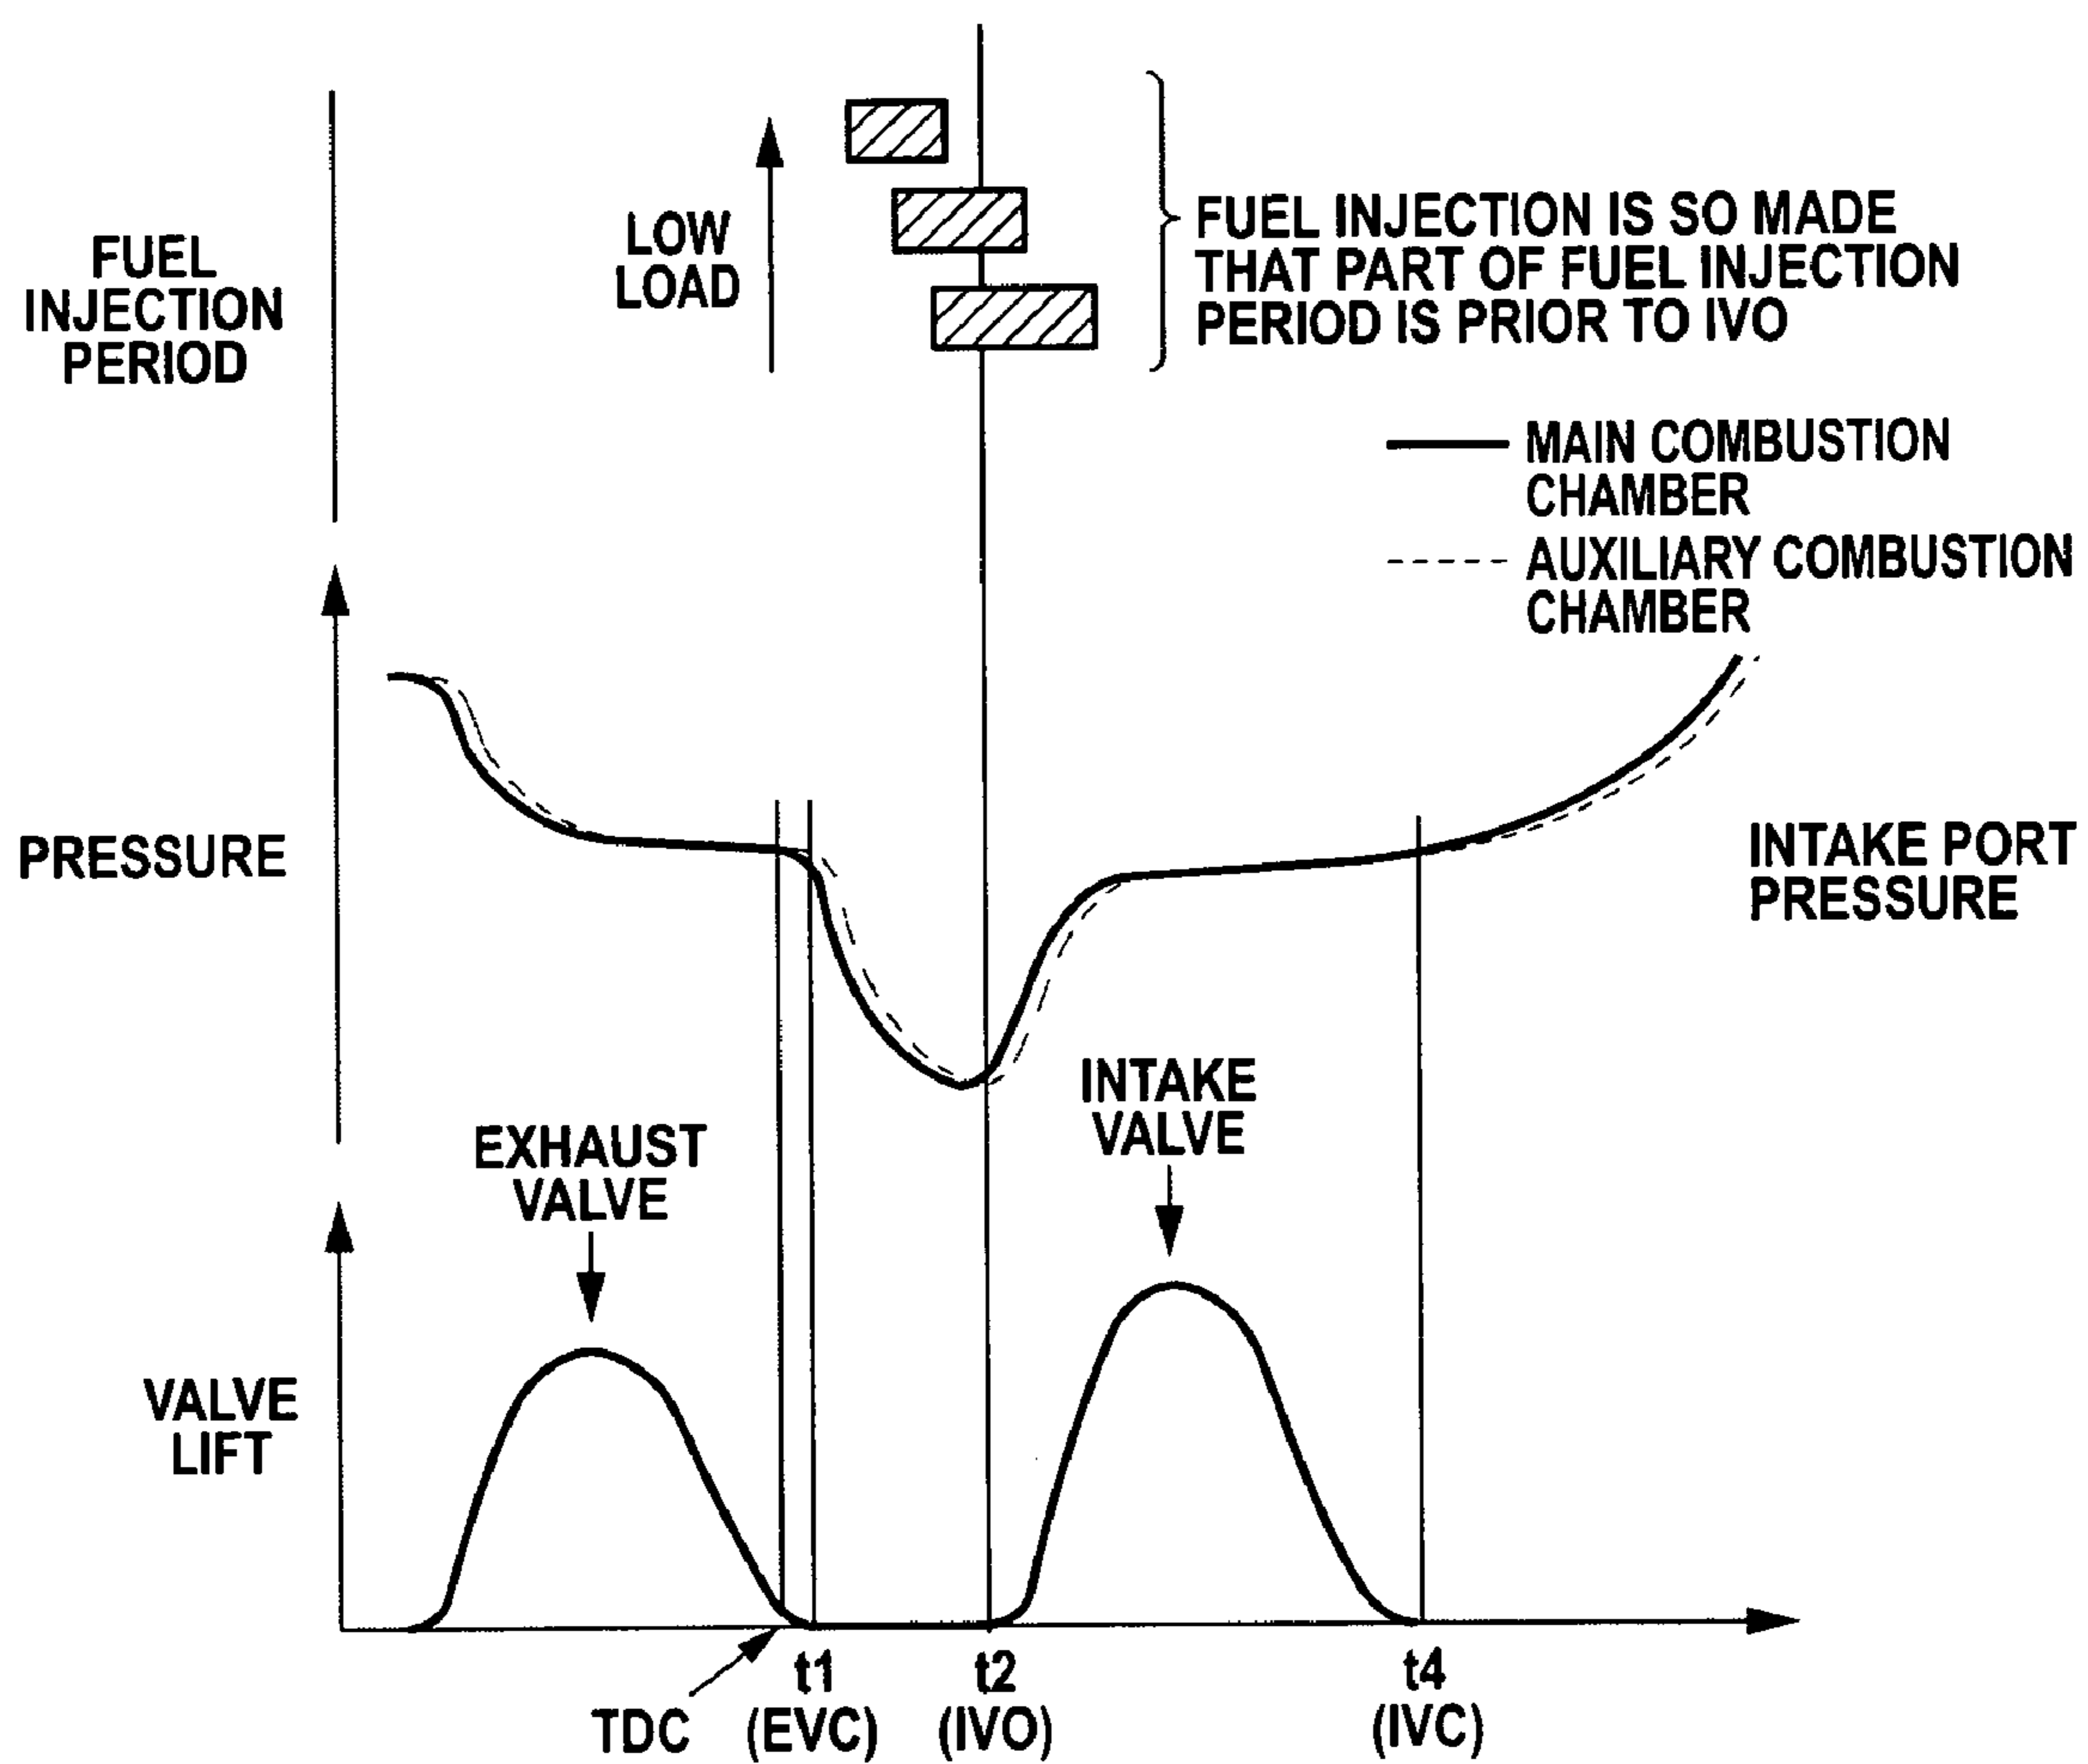 FUEL
INJECTION
PERIOD
LOW
LOAD
FUEL INJECTION IS SO MADE
THAT PART OF FUEL INJECTION
PERIOD IS PRIOR TO IVO
MAIN COMBUSTION
CHAMBER
AUXILIARY COMBUSTION
CHAMBER
PRESSURE
INTAKE PORT
PRESSURE
EXHAUST
VALVE
INTAKE
VALVE
VALVE
LIFT
TDC
t1
(EVC)
t2
(IVO)
t4
(IVC)